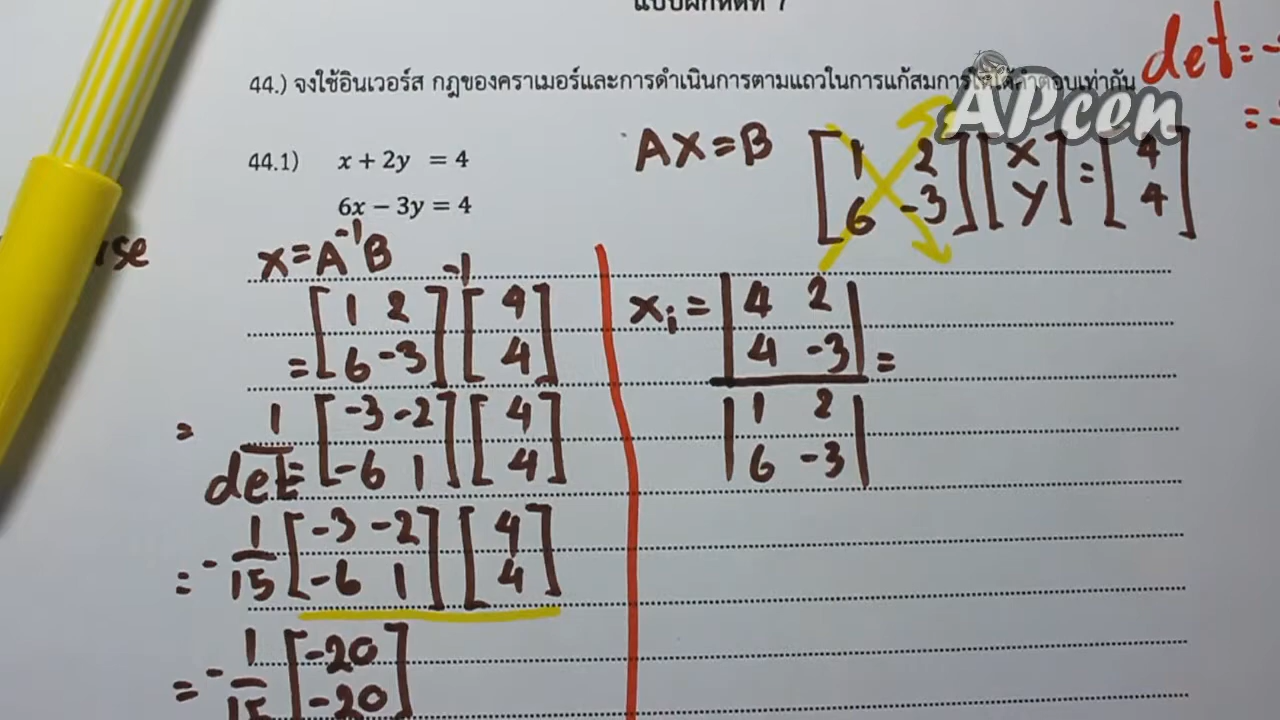 แบบฝึกหัดที่ 7
det = -
= -
44.) จงใช้อินเวอร์ส กฎของคราเมอร์และการดำเนินการตามแถวในการแก้สมการให้ได้คำตอบเท่ากัน
APcen
44.1) x + 2y = 4
6x − 3y = 4
AX = B [1 2 6 -3] [x y] = [4 4]
x = A⁻¹B
= [1 2 6 -3]⁻¹ [4 4]
= 1/det [-3 -2 -6 1] [4 4]
= -1/15 [-3 -2 -6 1] [4 4]
= -1/15 [-20 -20]
xᵢ = |4 2 4 -3| / |1 2 6 -3| =